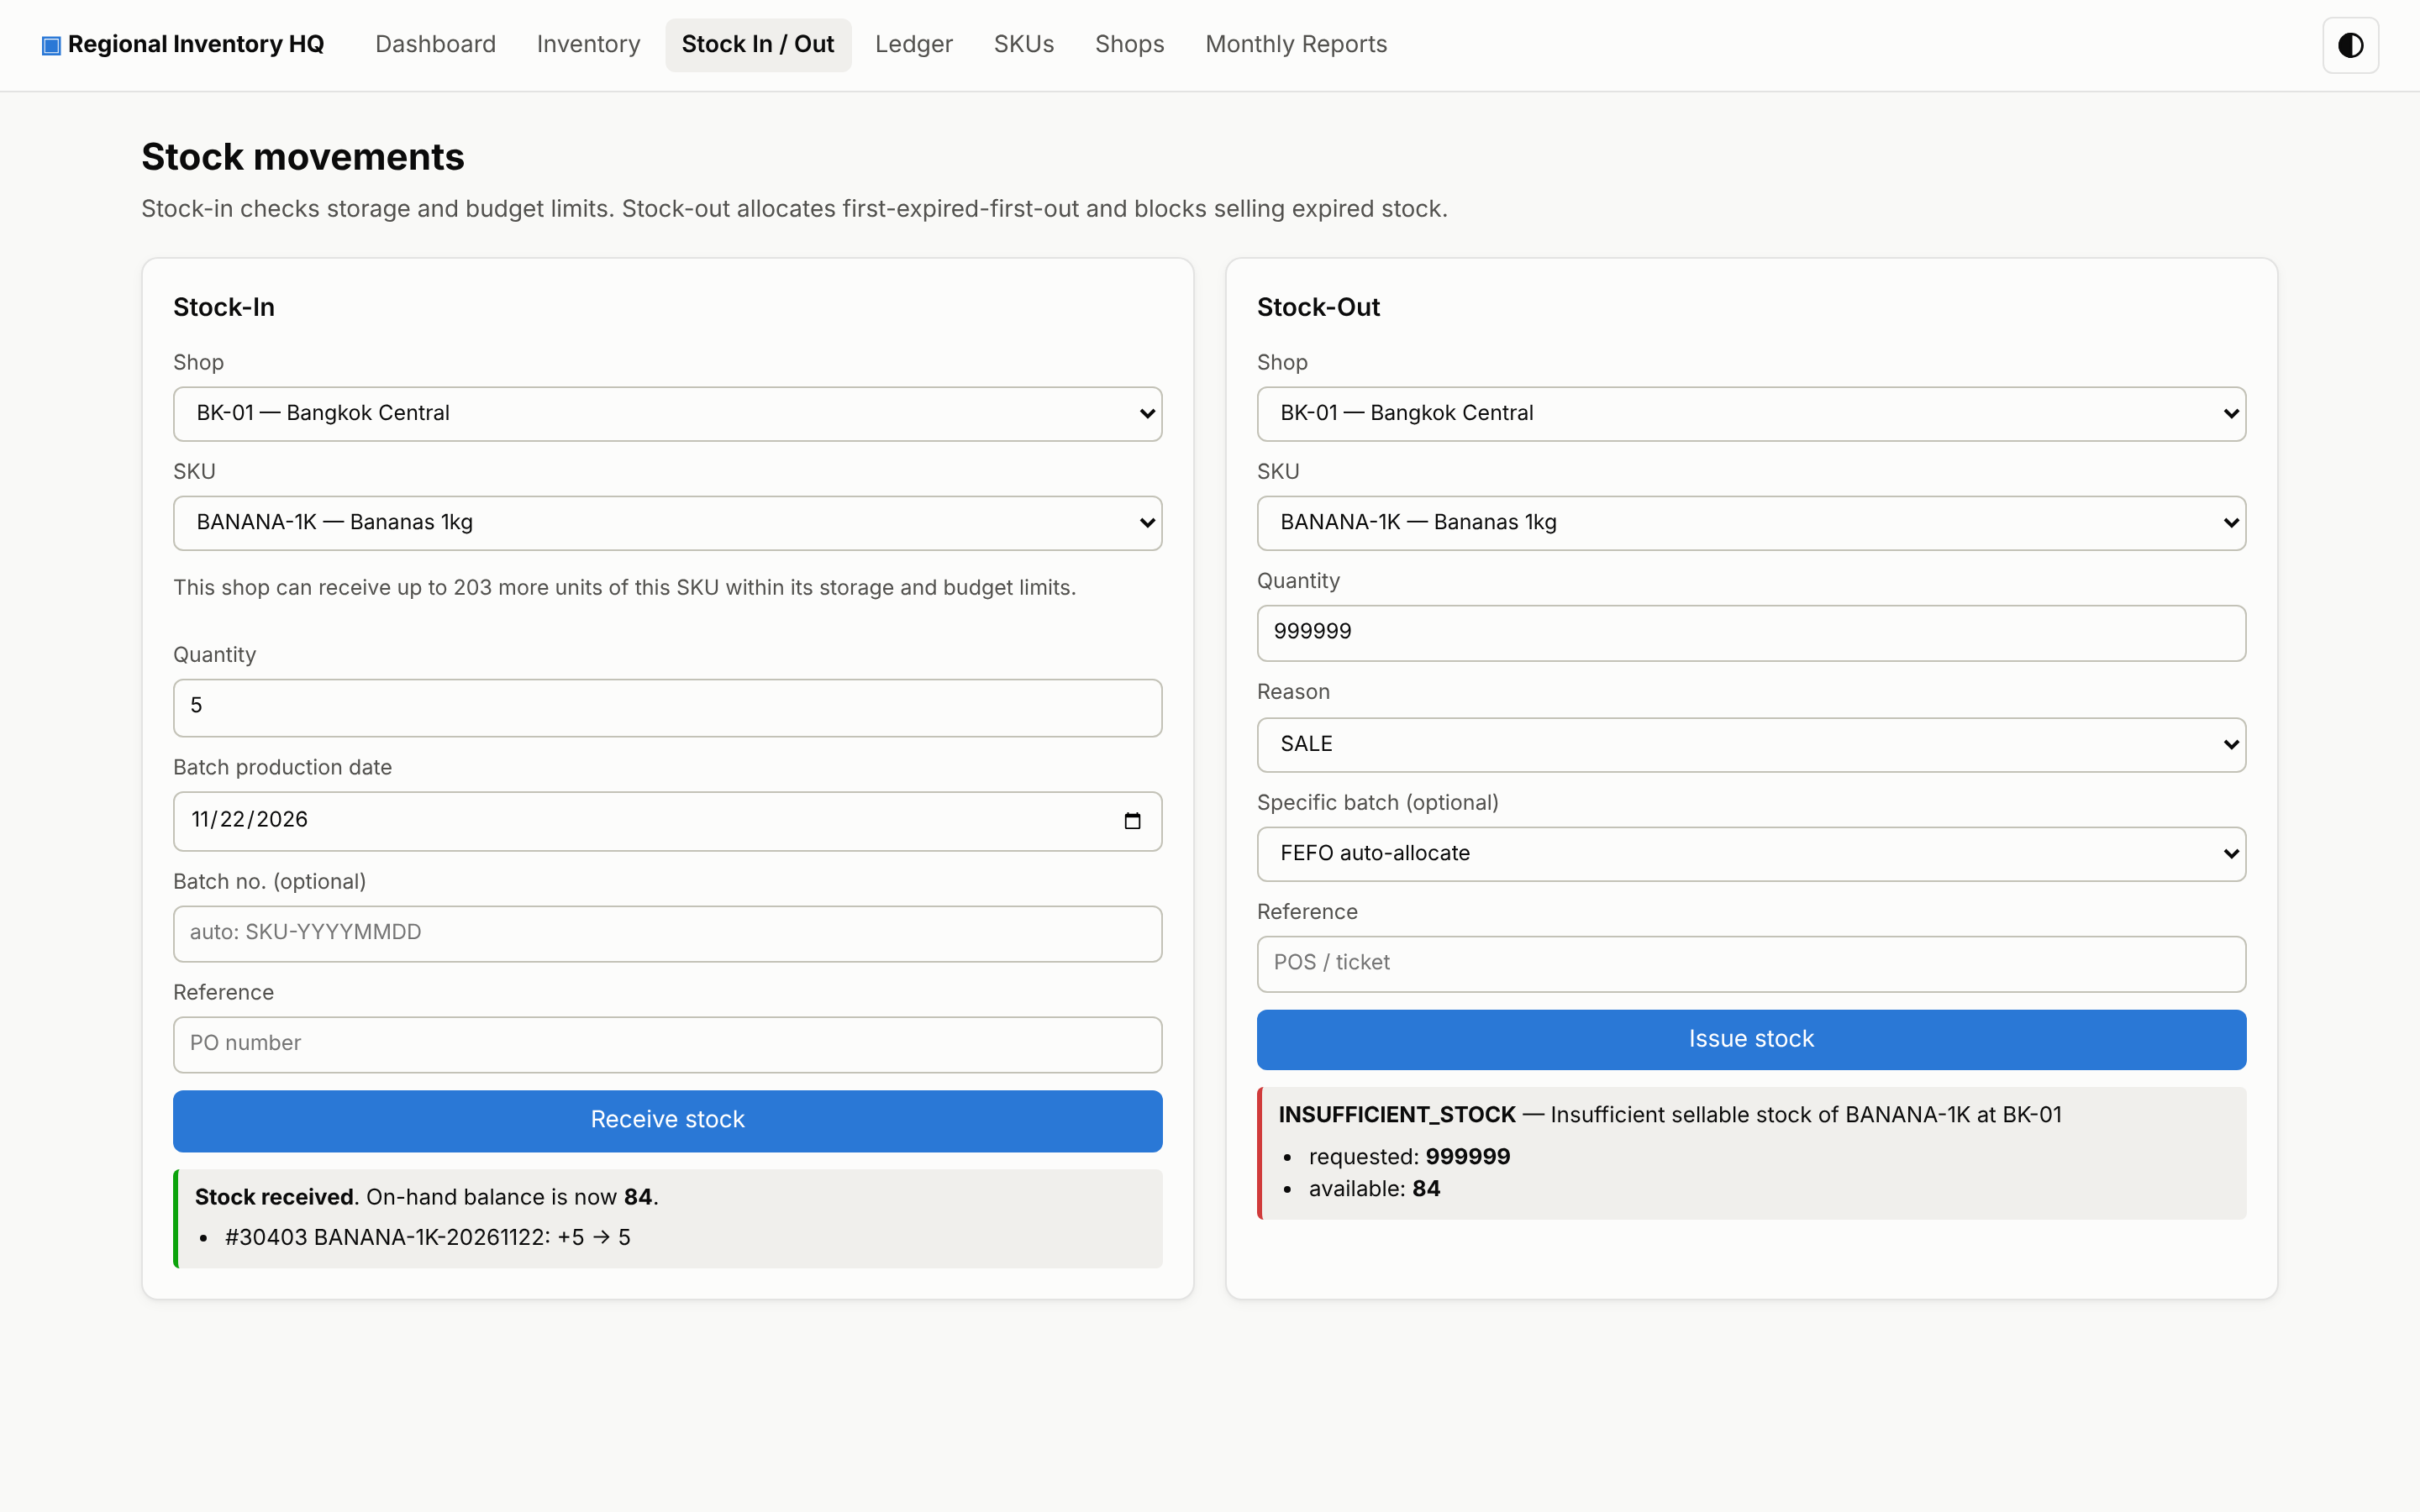 Regional Inventory HQ
Dashboard
Inventory
Stock In / Out
Ledger
SKUs
Shops
Monthly Reports
Stock movements
Stock-in checks storage and budget limits. Stock-out allocates first-expired-first-out and blocks selling expired stock.
Stock-In
Shop
BK-01 — Bangkok Central
SKU
BANANA-1K — Bananas 1kg
This shop can receive up to 203 more units of this SKU within its storage and budget limits.
Quantity
5
Batch production date
11/22/2026
Batch no. (optional)
auto: SKU-YYYYMMDD
Reference
PO number
Receive stock
Stock received. On-hand balance is now 84.
• #30403 BANANA-1K-20261122: +5 → 5
Stock-Out
Shop
BK-01 — Bangkok Central
SKU
BANANA-1K — Bananas 1kg
Quantity
999999
Reason
SALE
Specific batch (optional)
FEFO auto-allocate
Reference
POS / ticket
Issue stock
INSUFFICIENT_STOCK — Insufficient sellable stock of BANANA-1K at BK-01
• requested: 999999
• available: 84